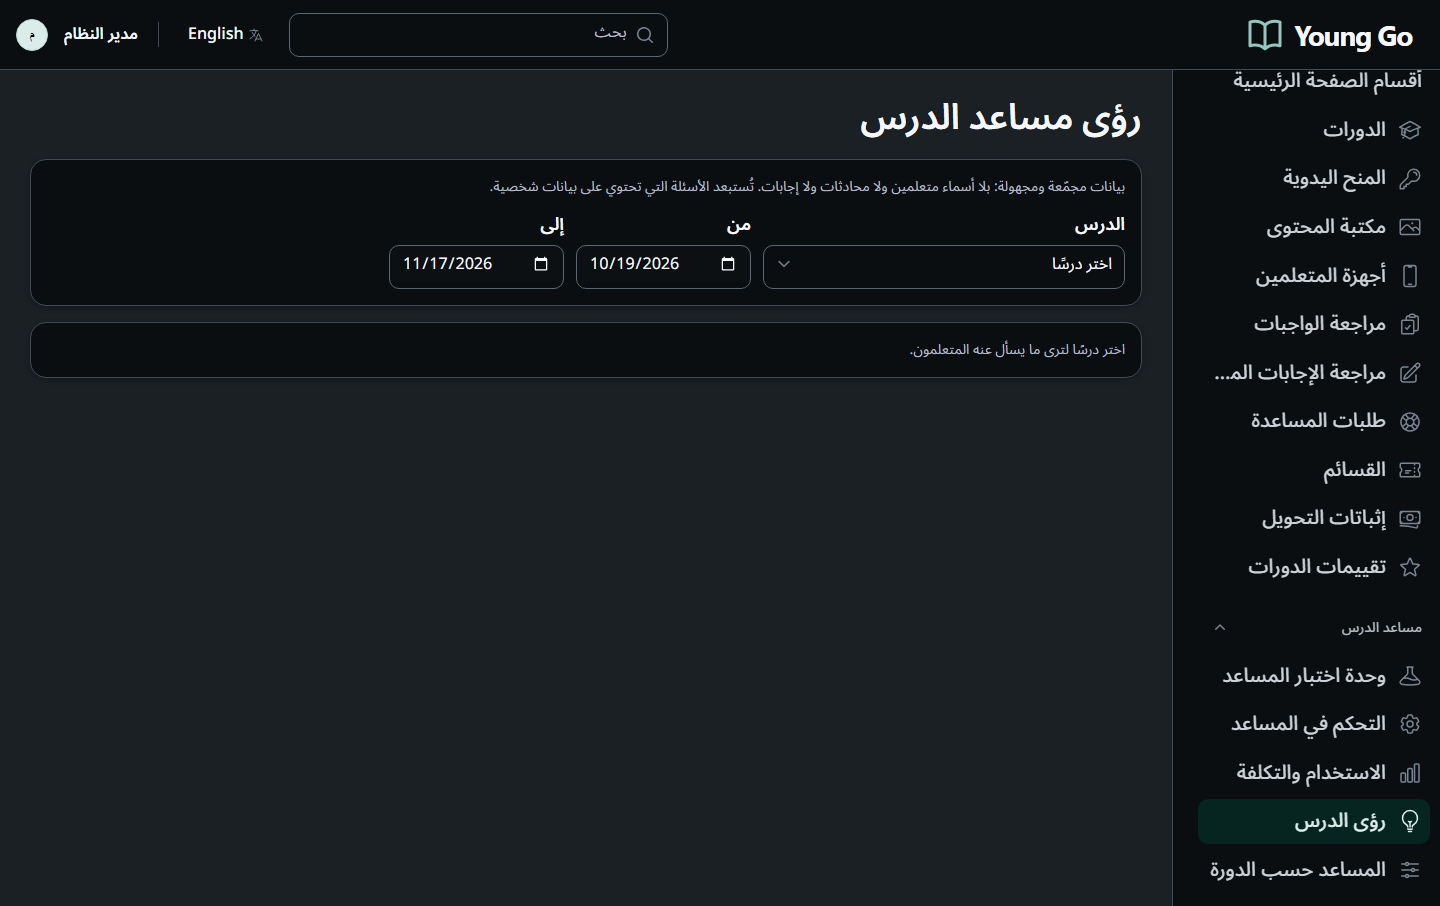 Young Go
بحث
English
مدير النظام
م
أقسام الصفحة الرئيسية
الدورات
المنح اليدوية
مكتبة المحتوى
أجهزة المتعلمين
مراجعة الواجبات
مراجعة الإجابات الم...
طلبات المساعدة
القسائم
إثباتات التحويل
تقييمات الدورات
مساعد الدرس
وحدة اختبار المساعد
التحكم في المساعد
الاستخدام والتكلفة
رؤى الدرس
المساعد حسب الدورة
رؤى مساعد الدرس
بيانات مجمّعة ومجهولة: بلا أسماء متعلمين ولا محادثات ولا إجابات. تُستبعد الأسئلة التي تحتوي على بيانات شخصية.
الدرس من إلى
اختر درسًا 10/19/2026 11/17/2026
اختر درسًا لترى ما يسأل عنه المتعلمون.